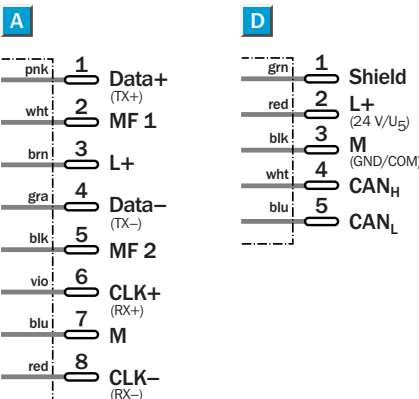 A
pnk 1 Data+
(TX+)
wht 2 MF 1
brn 3 L+
gra 4 Data−
(TX−)
blk 5 MF 2
vio 6 CLK+
(RX+)
blu 7 M
red 8 CLK−
(RX−)
D
grn 1 Shield
red 2 L+
(24 V/U5)
blk 3 M
(GND/COM)
wht 4 CANH
blu 5 CANL